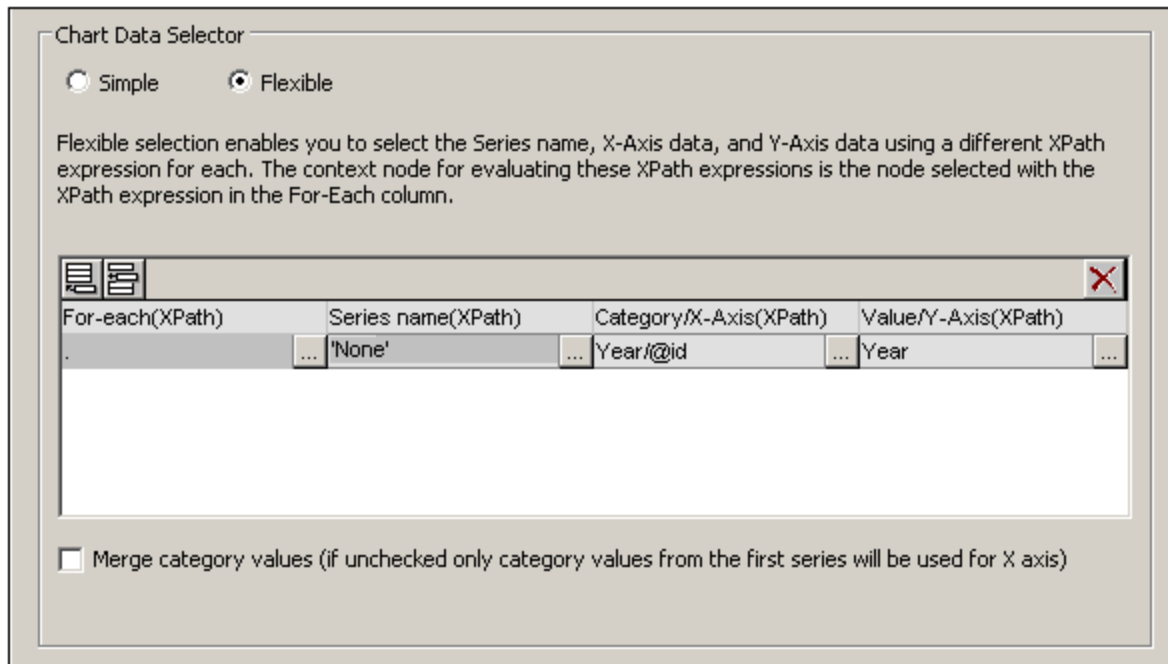 Chart Data Selector
Simple Flexible
Flexible selection enables you to select the Series name, X-Axis data, and Y-Axis data using a different XPath
expression for each. The context node for evaluating these XPath expressions is the node selected with the
XPath expression in the For-Each column.
For-each(XPath) Series name(XPath) Category/X-Axis(XPath) Value/Y-Axis(XPath)
. ... 'None' ... Year/@id ... Year ...
Merge category values (if unchecked only category values from the first series will be used for X axis)